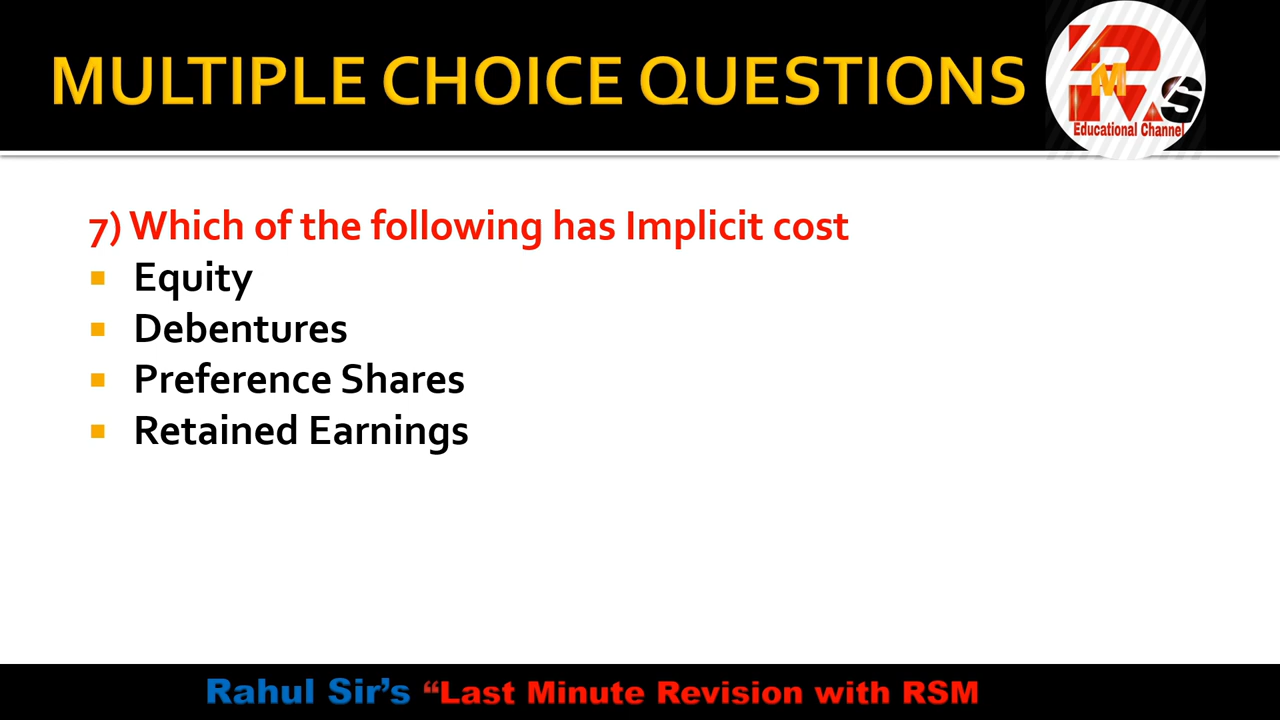 MULTIPLE CHOICE QUESTIONS
RMS
Educational Channel
7) Which of the following has Implicit cost
Equity
Debentures
Preference Shares
Retained Earnings
Rahul Sir's “Last Minute Revision with RSM